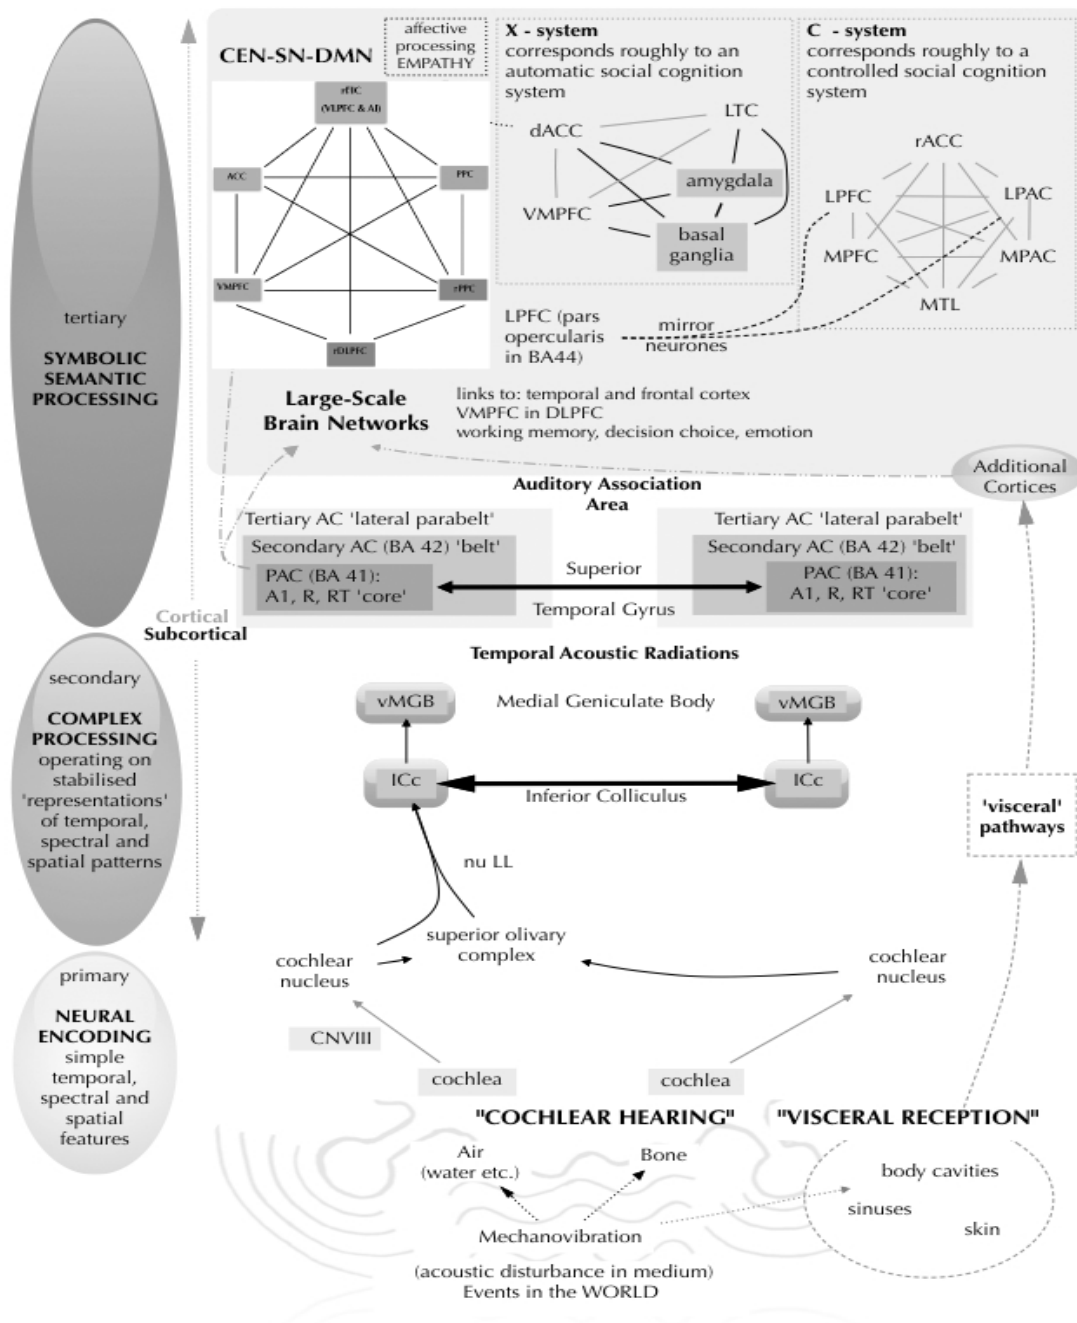 CEN-SN-DMN
affective
processing
EMPATHY
X - system
corresponds roughly to an
automatic social cognition
system
C - system
corresponds roughly to a
controlled social cognition
system
(VLPFC & AI)
ACC
PPC
VMPFC
rPPC
rDLPFC
dACC
LTC
amygdala
VMPFC
basal
ganglia
rACC
LPFC
LPAC
MPFC
MPAC
MTL
LPFC (pars
opercularis
in BA44)
mirror
neurones
tertiary
SYMBOLIC
SEMANTIC
PROCESSING
Large-Scale
Brain Networks
links to: temporal and frontal cortex
VMPFC in DLPFC
working memory, decision choice, emotion
Additional
Cortices
Auditory Association
Area
Tertiary AC 'lateral parabelt'
Secondary AC (BA 42) 'belt'
PAC (BA 41):
A1, R, RT 'core'
Superior
Temporal Gyrus
Tertiary AC 'lateral parabelt'
Secondary AC (BA 42) 'belt'
PAC (BA 41):
A1, R, RT 'core'
Cortical
Subcortical
Temporal Acoustic Radiations
secondary
COMPLEX
PROCESSING
operating on
stabilised
'representations'
of temporal,
spectral and
spatial patterns
vMGB
Medial Geniculate Body
vMGB
ICc
Inferior Colliculus
ICc
'visceral'
pathways
nu LL
superior olivary
complex
cochlear
nucleus
cochlear
nucleus
primary
NEURAL
ENCODING
simple
temporal,
spectral and
spatial
features
CNVIII
cochlea
cochlea
"COCHLEAR HEARING"
"VISCERAL RECEPTION"
Air
(water etc.)
Bone
body cavities
sinuses
skin
Mechanovibration
(acoustic disturbance in medium)
Events in the WORLD